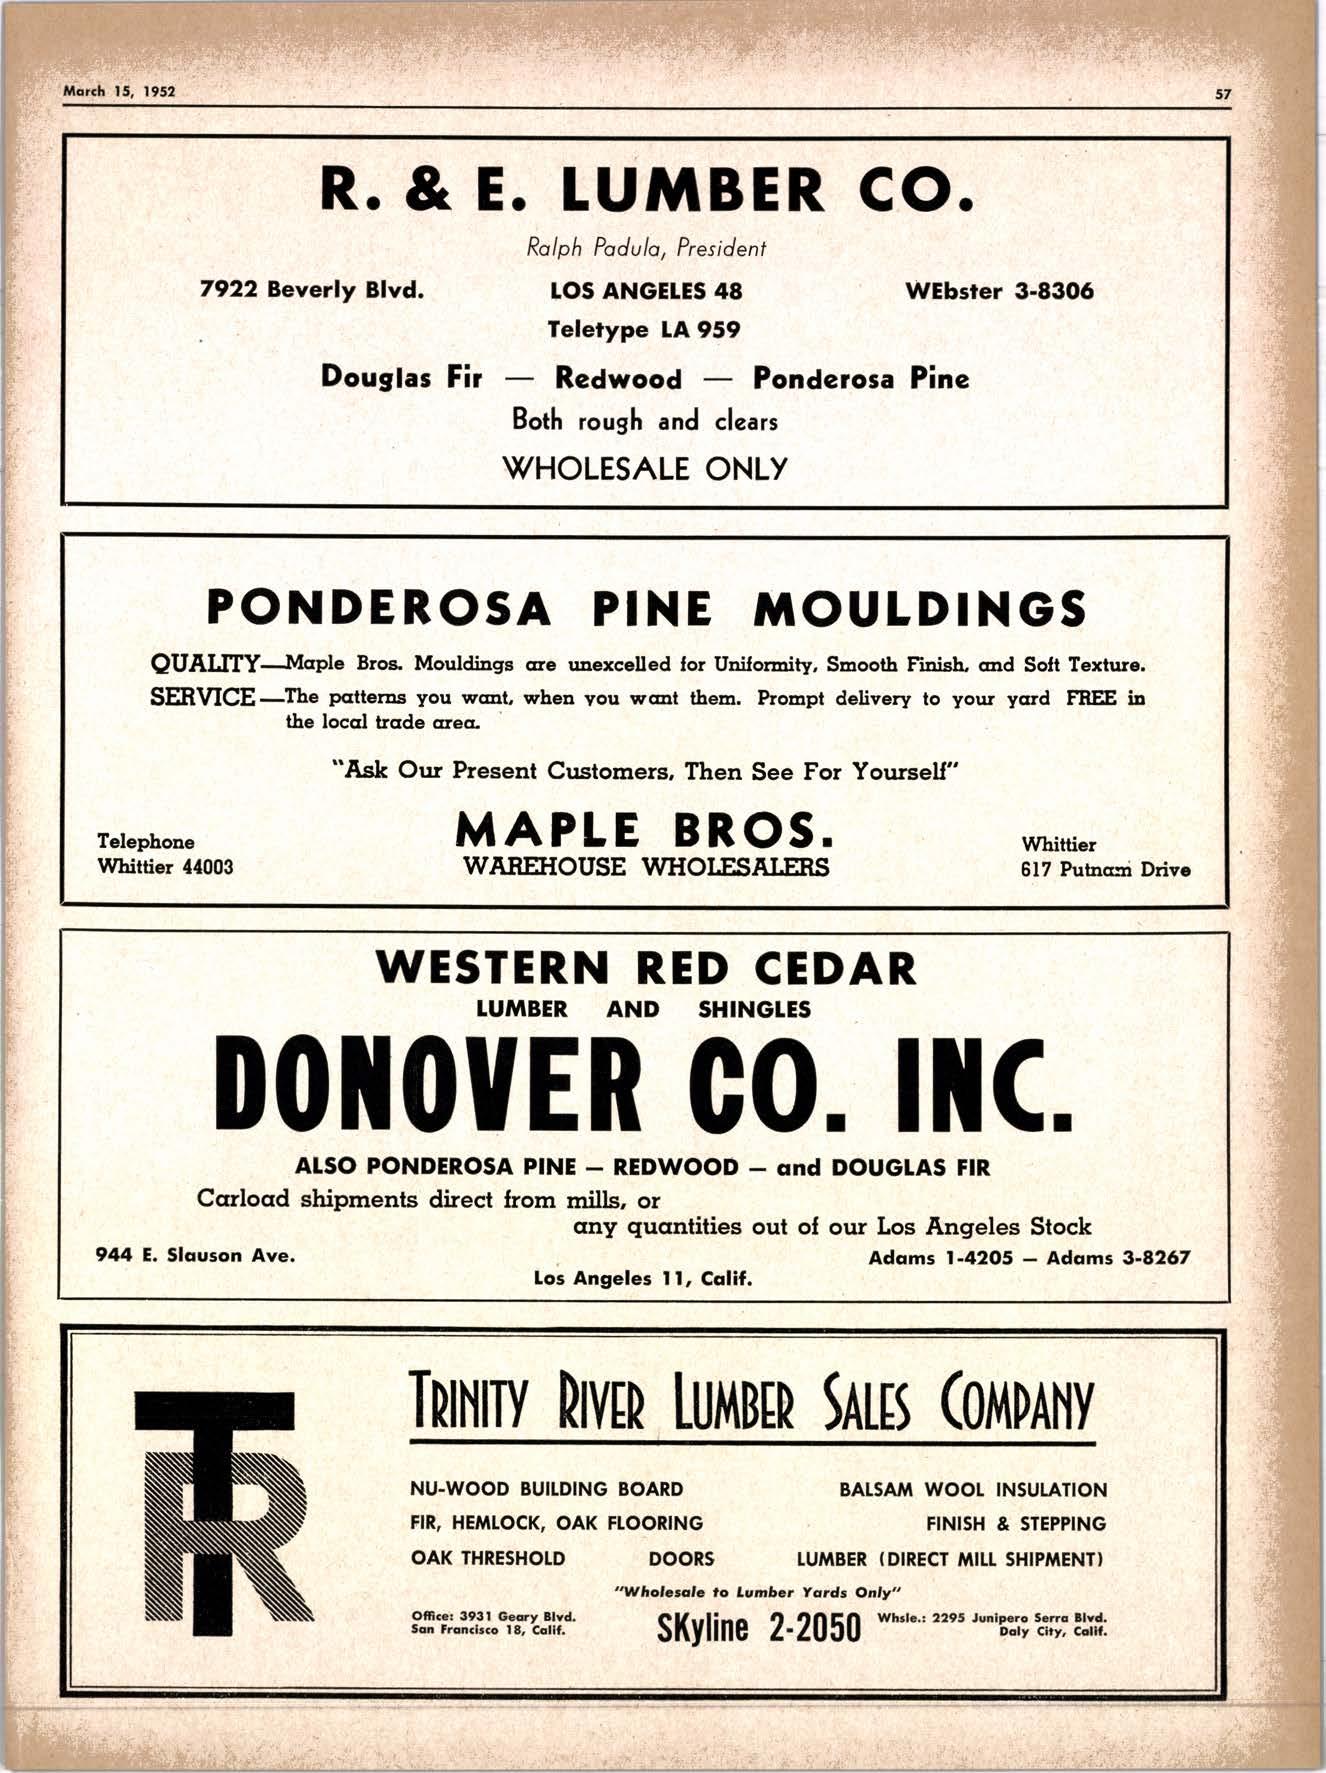 March 15, 1952 57
R. & E. LUMBER CO.
Ralph Padula, President
7922 Beverly Blvd. LOS ANGELES 48 WEbster 3-8306
Teletype LA 959
Douglas Fir — Redwood — Ponderosa Pine
Both rough and clears
WHOLESALE ONLY
PONDEROSA PINE MOULDINGS
QUALITY—Maple Bros. Mouldings are unexcelled for Uniformity, Smooth Finish, and Soft Texture.
SERVICE—The patterns you want, when you want them. Prompt delivery to your yard FREE in
the local trade area.
"Ask Our Present Customers, Then See For Yourself"
MAPLE BROS.
WAREHOUSE WHOLESALERS
Telephone
Whittier 44003
Whittier
617 Putnam Drive
WESTERN RED CEDAR
LUMBER AND SHINGLES
DONOVER CO. INC.
ALSO PONDEROSA PINE — REDWOOD — and DOUGLAS FIR
Carload shipments direct from mills, or
any quantities out of our Los Angeles Stock
944 E. Slauson Ave. Adams 1-4205 — Adams 3-8267
Los Angeles 11, Calif.
TR
TRINITY RIVER LUMBER SALES COMPANY
NU-WOOD BUILDING BOARD BALSAM WOOL INSULATION
FIR, HEMLOCK, OAK FLOORING FINISH & STEPPING
OAK THRESHOLD DOORS LUMBER (DIRECT MILL SHIPMENT)
"Wholesale to Lumber Yards Only"
Office: 3931 Geary Blvd.
San Francisco 18, Calif.
SKyline 2-2050
Whsle.: 2295 Junipero Serra Blvd.
Daly City, Calif.